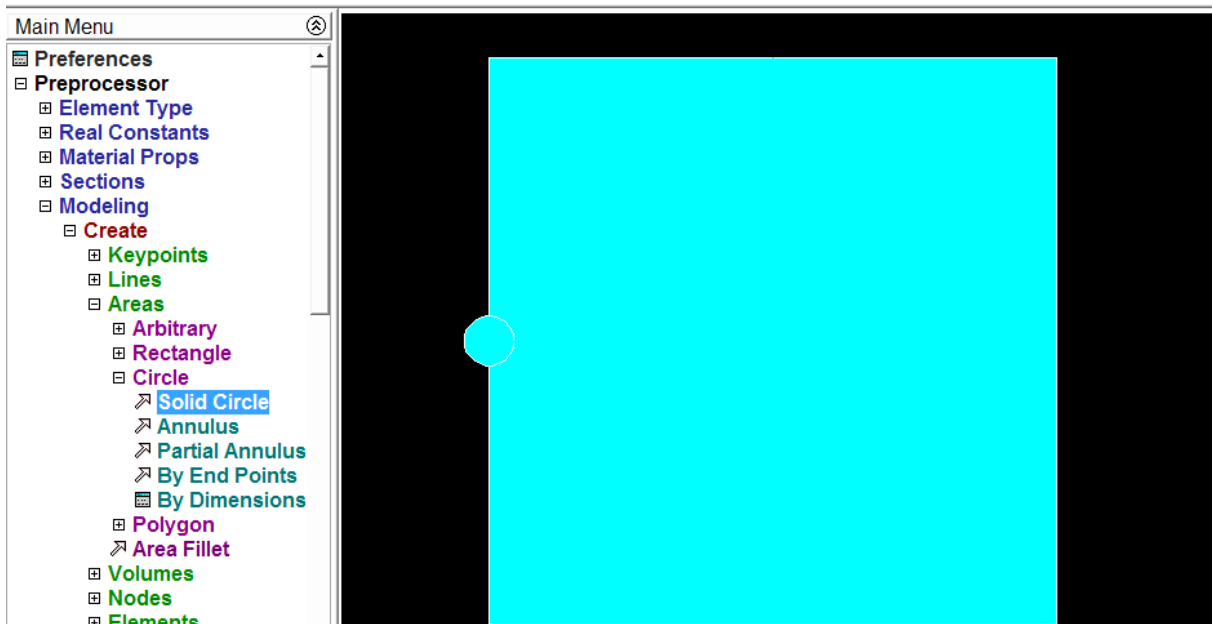 Main Menu
Preferences
Preprocessor
Element Type
Real Constants
Material Props
Sections
Modeling
Create
Keypoints
Lines
Areas
Arbitrary
Rectangle
Circle
Solid Circle
Annulus
Partial Annulus
By End Points
By Dimensions
Polygon
Area Fillet
Volumes
Nodes
Elements